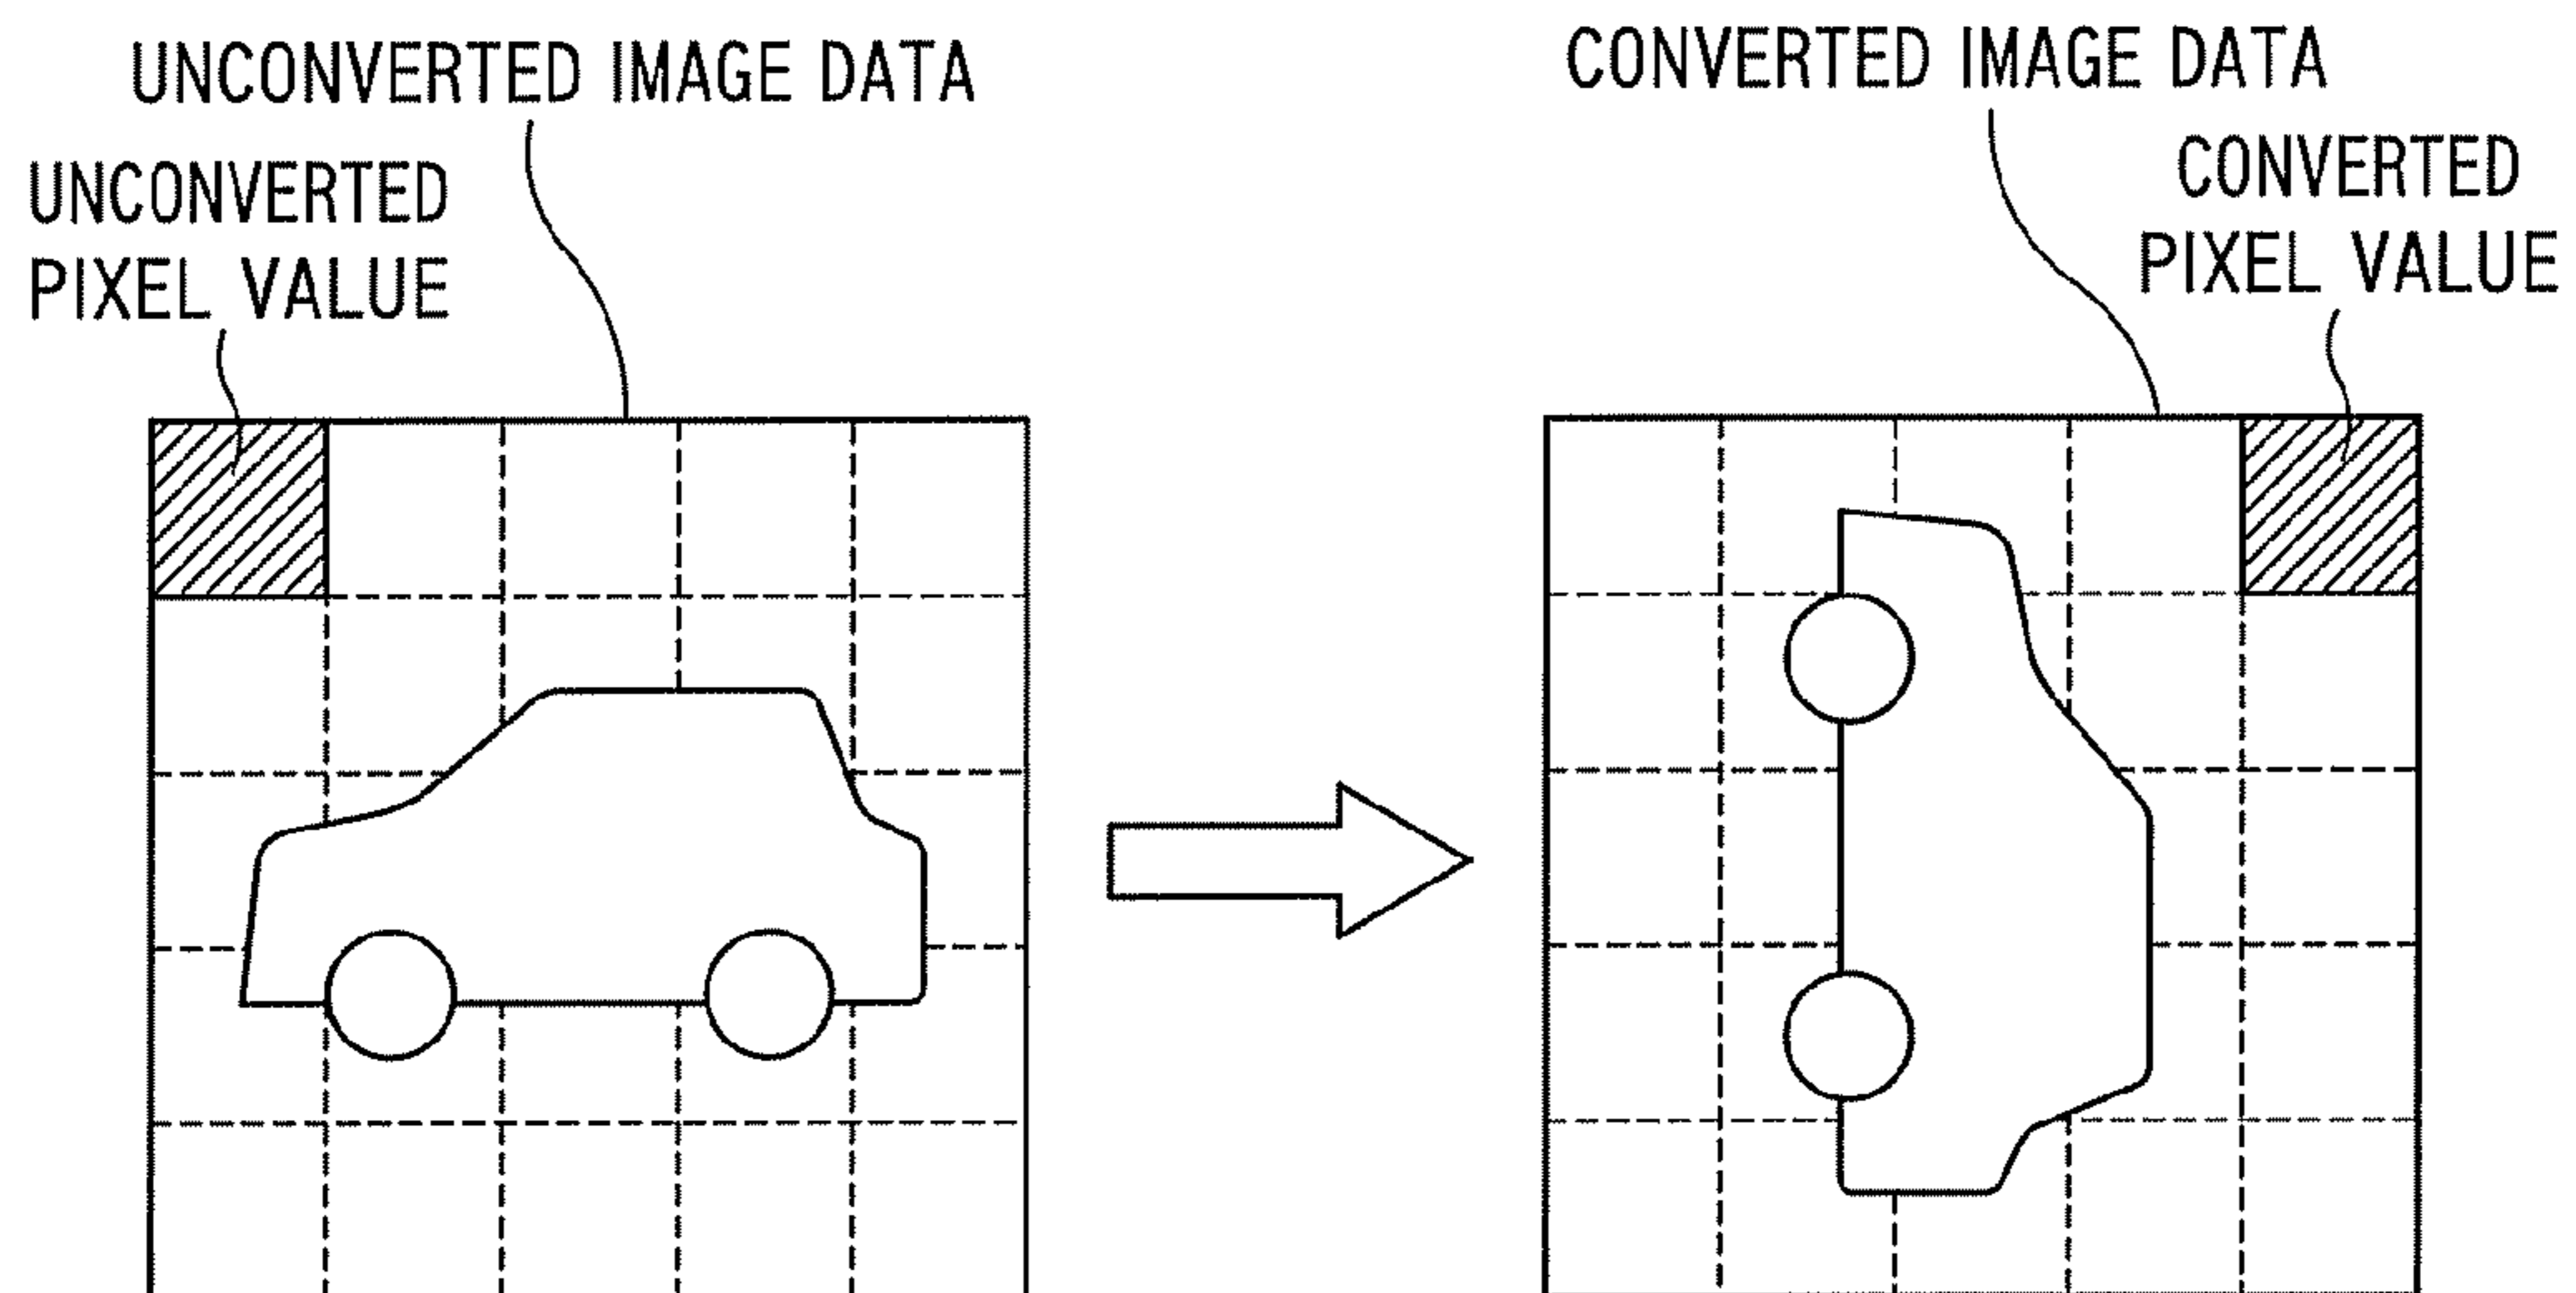 UNCONVERTED IMAGE DATA
UNCONVERTED
PIXEL VALUE
CONVERTED IMAGE DATA
CONVERTED
PIXEL VALUE